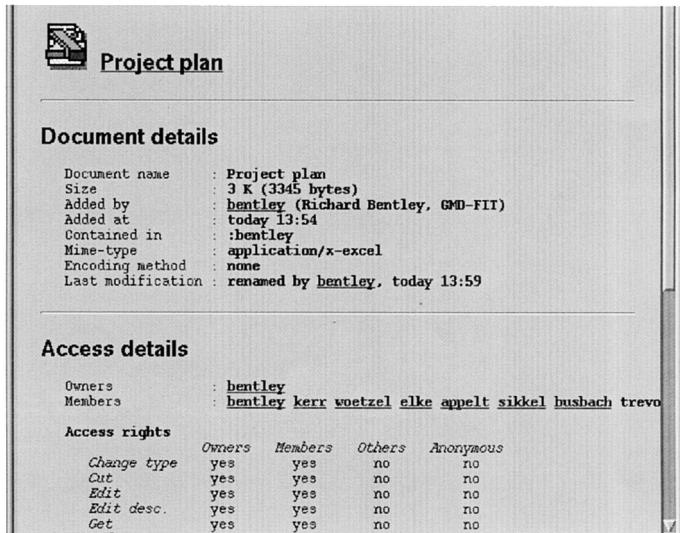 Project plan
Document details
Document name : Project plan
Size : 3 K (3345 bytes)
Added by : bentley (Richard Bentley, GMD-FIT)
Added at : today 13:54
Contained in : :bentley
Mime-type : application/x-excel
Encoding method : none
Last modification : renamed by bentley, today 13:59
Access details
Owners : bentley
Members : bentley kerr woetzel elke appelt sikkel busbach trevo
Access rights
Owners Members Others Anonymous
Change type yes yes no no
Cut yes yes no no
Edit yes yes no no
Edit desc. yes yes no no
Get yes yes no no